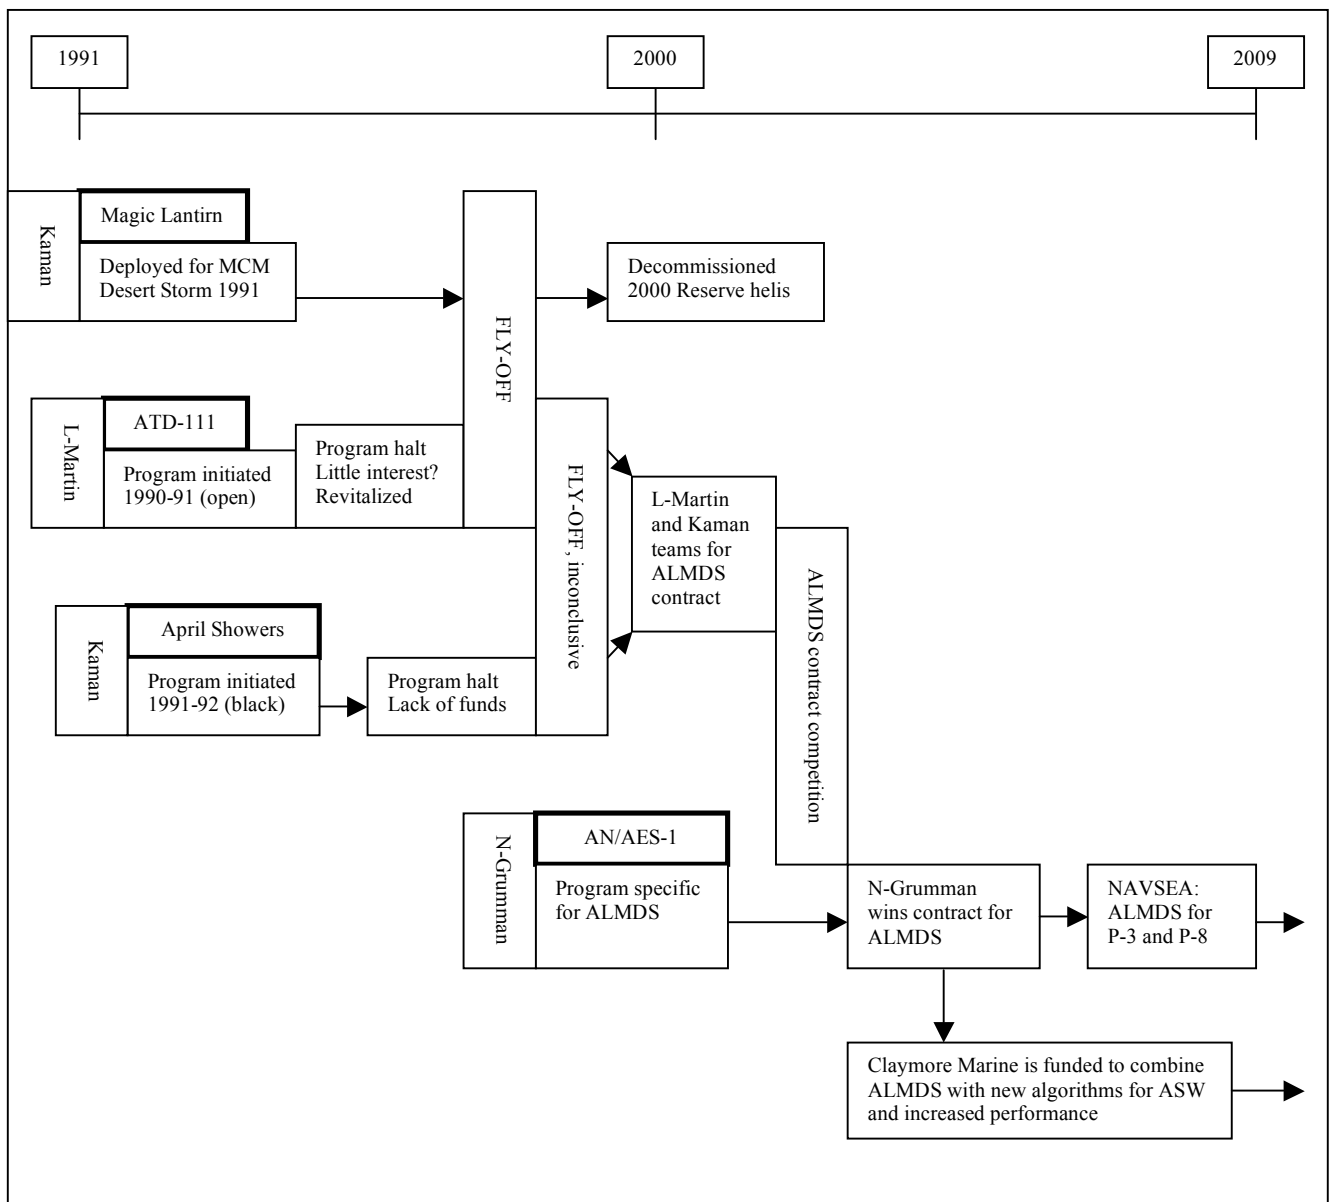 1991
2000
2009
Kaman
Magic Lantirn
Deployed for MCM
Desert Storm 1991
FLY-OFF
Decommissioned
2000 Reserve helis
L-Martin
ATD-111
Program initiated
1990-91 (open)
Program halt
Little interest?
Revitalized
FLY-OFF, inconclusive
L-Martin
and Kaman
teams for
ALMDS
contract
ALMDS contract competition
Kaman
April Showers
Program initiated
1991-92 (black)
Program halt
Lack of funds
N-Grumman
AN/AES-1
Program specific
for ALMDS
N-Grumman
wins contract for
ALMDS
NAVSEA:
ALMDS for
P-3 and P-8
Claymore Marine is funded to combine
ALMDS with new algorithms for ASW
and increased performance